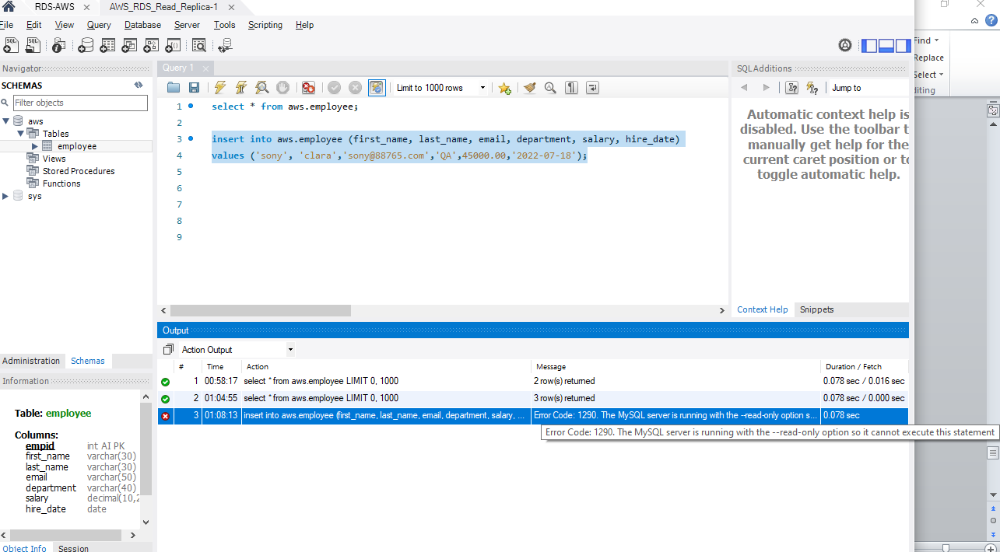 RDS-AWS
AWS_RDS_Read_Replica-1
File Edit View Query Database Server Tools Scripting Help
Find
Replace
Select
Navigator
Query 1
SQLAdditions
SCHEMAS
Limit to 1000 rows
Jump to
Filter objects
aws
Tables
employee
Views
Stored Procedures
Functions
sys
1 select * from aws.employee;
2
3 insert into aws.employee (first_name, last_name, email, department, salary, hire_date)
4 values ('sony', 'clara','sony@88765.com','QA',45000.00,'2022-07-18');
5
6
7
8
9
Automatic context help is
disabled. Use the toolbar t
manually get help for the
current caret position or to
toggle automatic help.
Context Help Snippets
Output
Action Output
# Time Action Message Duration / Fetch
1 00:58:17 select * from aws.employee LIMIT 0, 1000 2 row(s) returned 0.078 sec / 0.016 sec
2 01:04:55 select * from aws.employee LIMIT 0, 1000 3 row(s) returned 0.078 sec / 0.000 sec
3 01:08:13 insert into aws.employee (first_name, last_name, email, department, salary, ... Error Code: 1290. The MySQL server is running with the --read-only option s... 0.078 sec
Error Code: 1290. The MySQL server is running with the --read-only option so it cannot execute this statement
Administration Schemas
Information
Table: employee
Columns:
empid int AI PK
first_name varchar(30)
last_name varchar(30)
email varchar(50)
department varchar(40)
salary decimal(10,2
hire_date date
Object Info Session